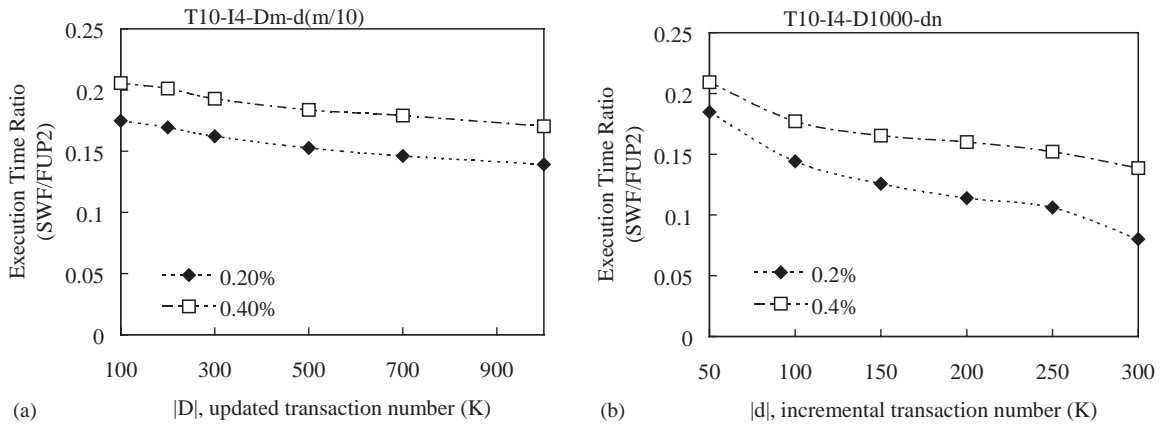 T10-I4-Dm-d(m/10)
Execution Time Ratio
(SWF/FUP2)
0.25
0.2
0.15
0.1
0.05
0
0.20%
0.40%
100
300
500
700
900
(a)
|D|, updated transaction number (K)
T10-I4-D1000-dn
Execution Time Ratio
(SWF/FUP2)
0.25
0.2
0.15
0.1
0.05
0
0.2%
0.4%
50
100
150
200
250
300
(b)
|d|, incremental transaction number (K)